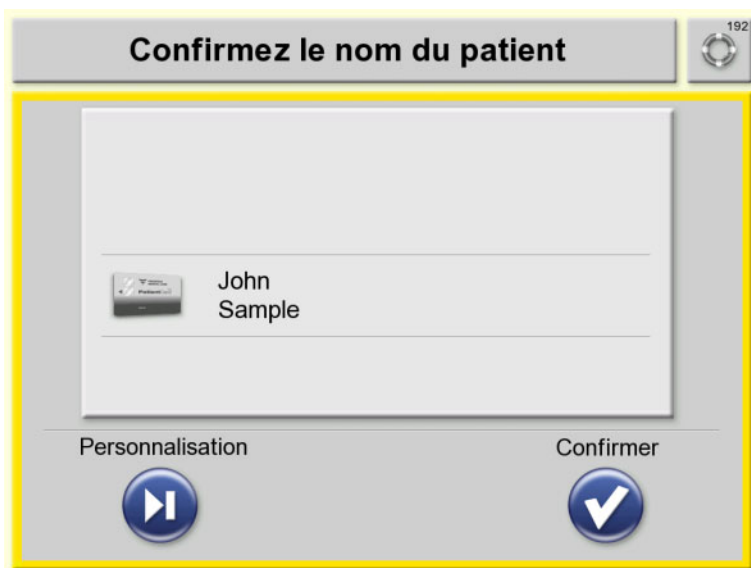 Confirmez le nom du patient
192
John
Sample
Personnalisation
Confirmer